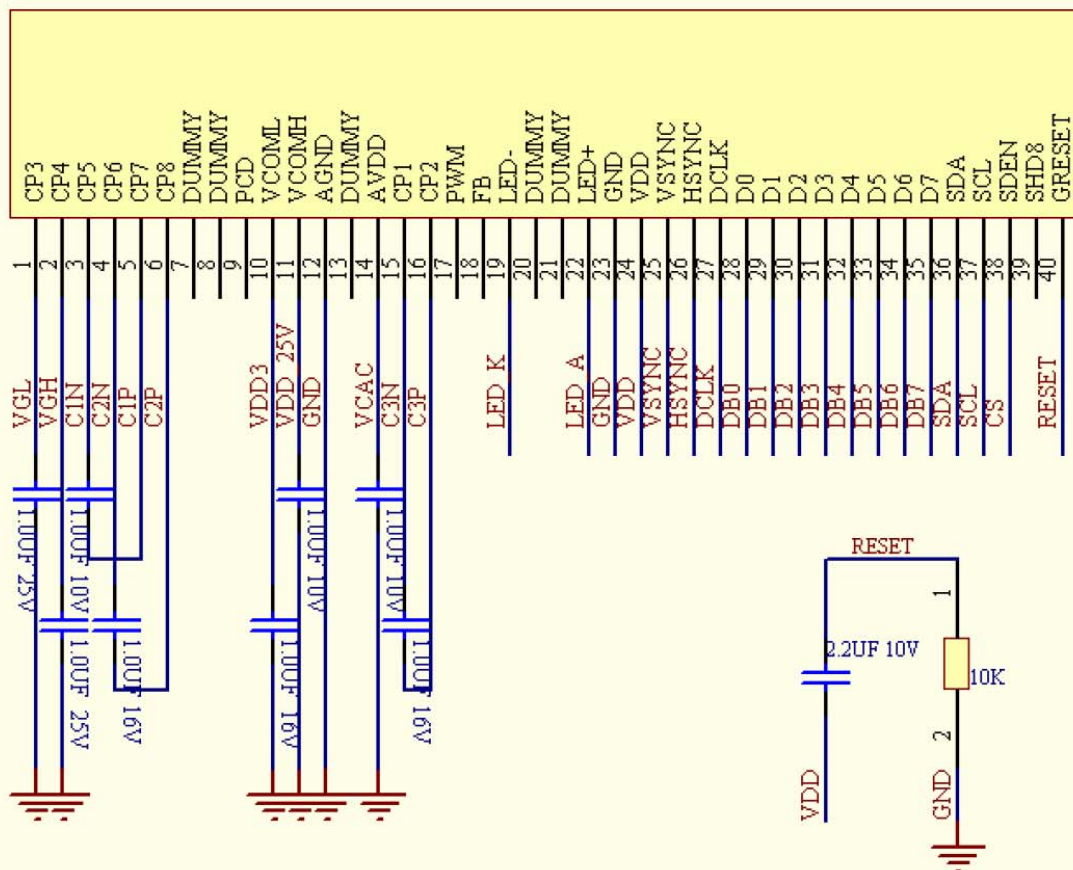 CP3
CP4
CP5
CP6
CP7
CP8
DUMMY
DUMMY
PCD
VCOML
VCOMH
AGND
DUMMY
AVDD
CP1
CP2
PWM
FB
LED-
DUMMY
DUMMY
LED+
GND
VDD
VSYNC
HSYNC
DCLK
D0
D1
D2
D3
D4
D5
D6
D7
SDA
SCL
SDEN
SHD8
GRESET
1
2
3
4
5
6
7
8
9
10
11
12
13
14
15
16
17
18
19
20
21
22
23
24
25
26
27
28
29
30
31
32
33
34
35
36
37
38
39
40
VGL
VGH
C1N
C2N
C1P
C2P
VDD3
VDD 25V
GND
VCAC
C3N
C3P
LED K
LED A
GND
VDD
VSYNC
HSYNC
DCLK
DB0
DB1
DB2
DB3
DB4
DB5
DB6
DB7
SDA
SCL
CS
RESET
1.0UF 25V
1.0UF 10V
1.0UF 10V
1.0UF 10V
1.0UF 25V
1.0UF 16V
1.0UF 16V
1.0UF 16V
RESET
1
2.2UF 10V
10K
2
VDD
GND